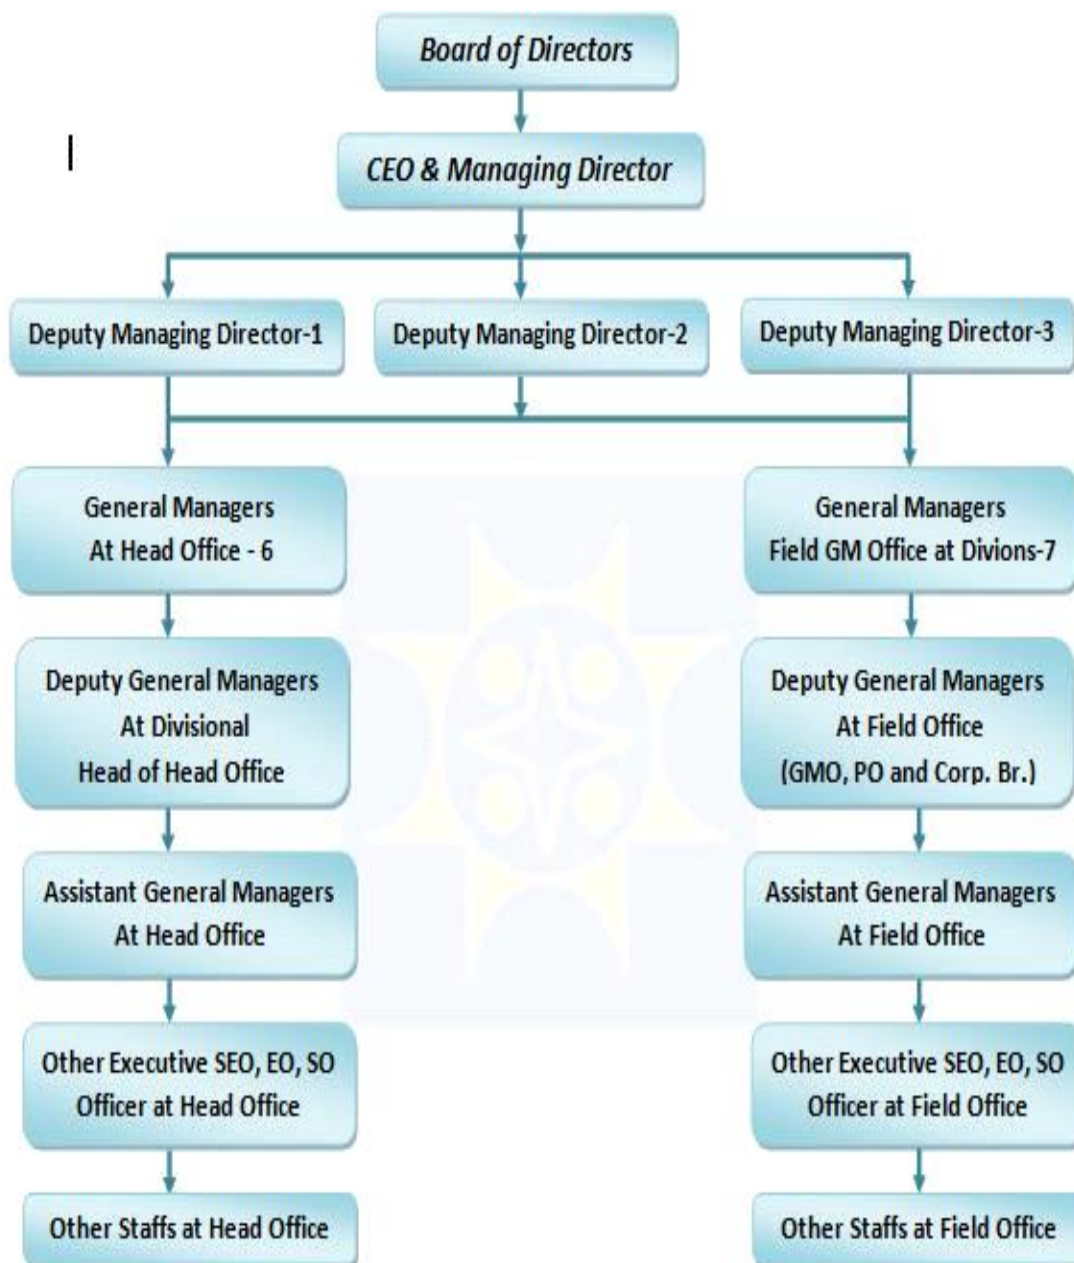 Board of Directors
CEO & Managing Director
Deputy Managing Director-1
Deputy Managing Director-2
Deputy Managing Director-3
General Managers
At Head Office - 6
General Managers
Field GM Office at Divions-7
Deputy General Managers
At Divisional
Head of Head Office
Deputy General Managers
At Field Office
(GMO, PO and Corp. Br.)
Assistant General Managers
At Head Office
Assistant General Managers
At Field Office
Other Executive SEO, EO, SO
Officer at Head Office
Other Executive SEO, EO, SO
Officer at Field Office
Other Staffs at Head Office
Other Staffs at Field Office